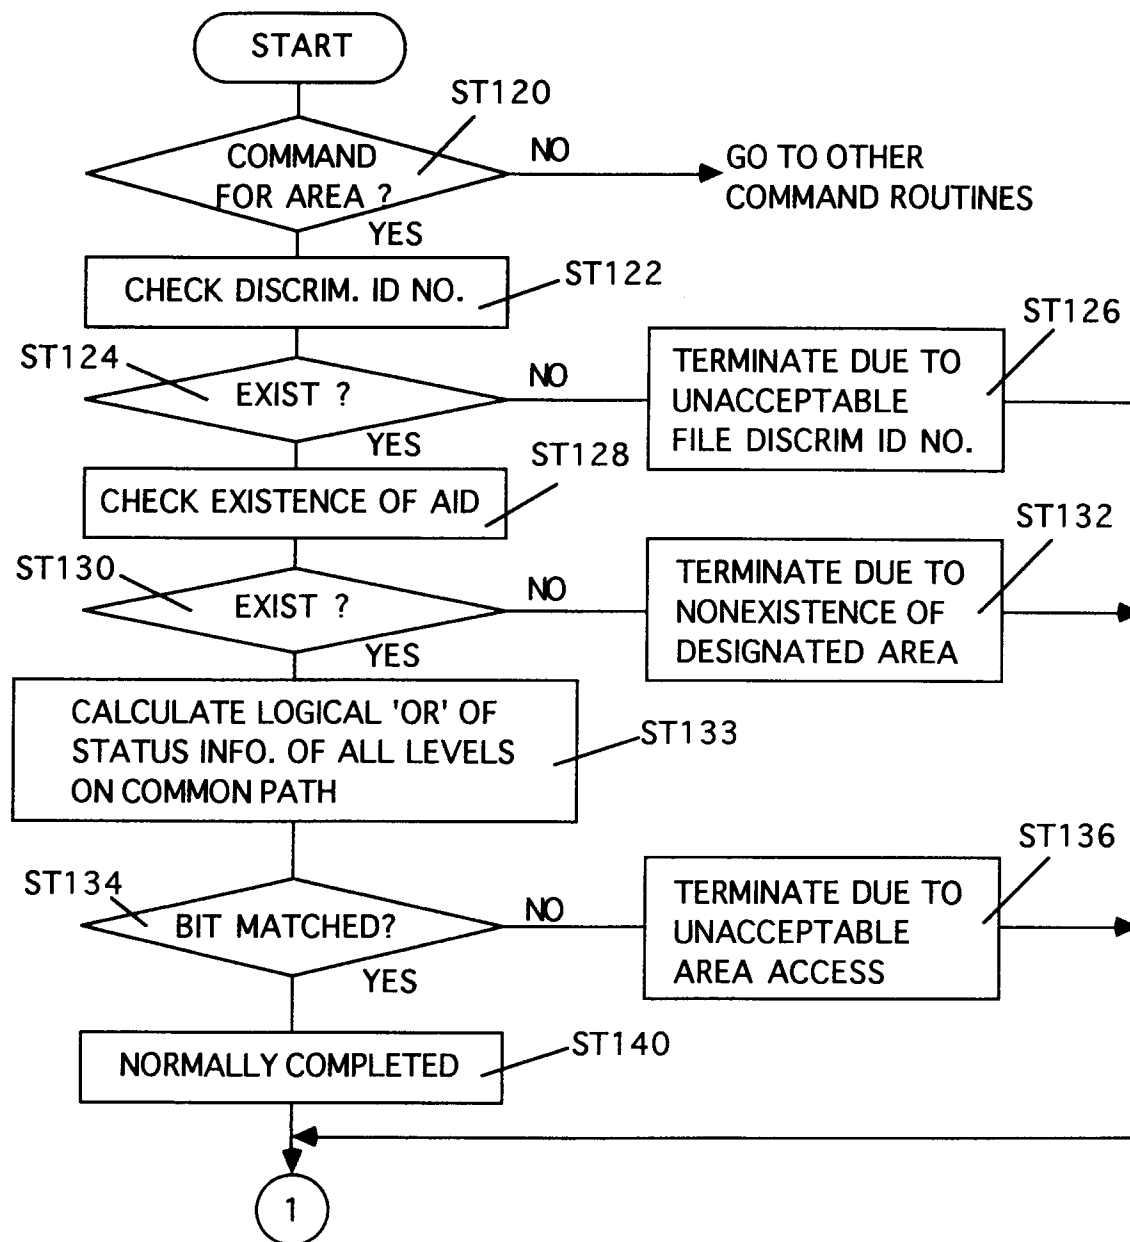 START
ST120
COMMAND
FOR AREA ?
NO
GO TO OTHER
COMMAND ROUTINES
YES
CHECK DISCRIM. ID NO.
ST122
ST124
EXIST ?
NO
TERMINATE DUE TO
UNACCEPTABLE
FILE DISCRIM ID NO.
ST126
YES
ST128
CHECK EXISTENCE OF AID
ST130
EXIST ?
NO
TERMINATE DUE TO
NONEXISTENCE OF
DESIGNATED AREA
ST132
YES
CALCULATE LOGICAL 'OR' OF
STATUS INFO. OF ALL LEVELS
ON COMMON PATH
ST133
ST134
BIT MATCHED?
NO
TERMINATE DUE TO
UNACCEPTABLE
AREA ACCESS
ST136
YES
NORMALLY COMPLETED
ST140
1